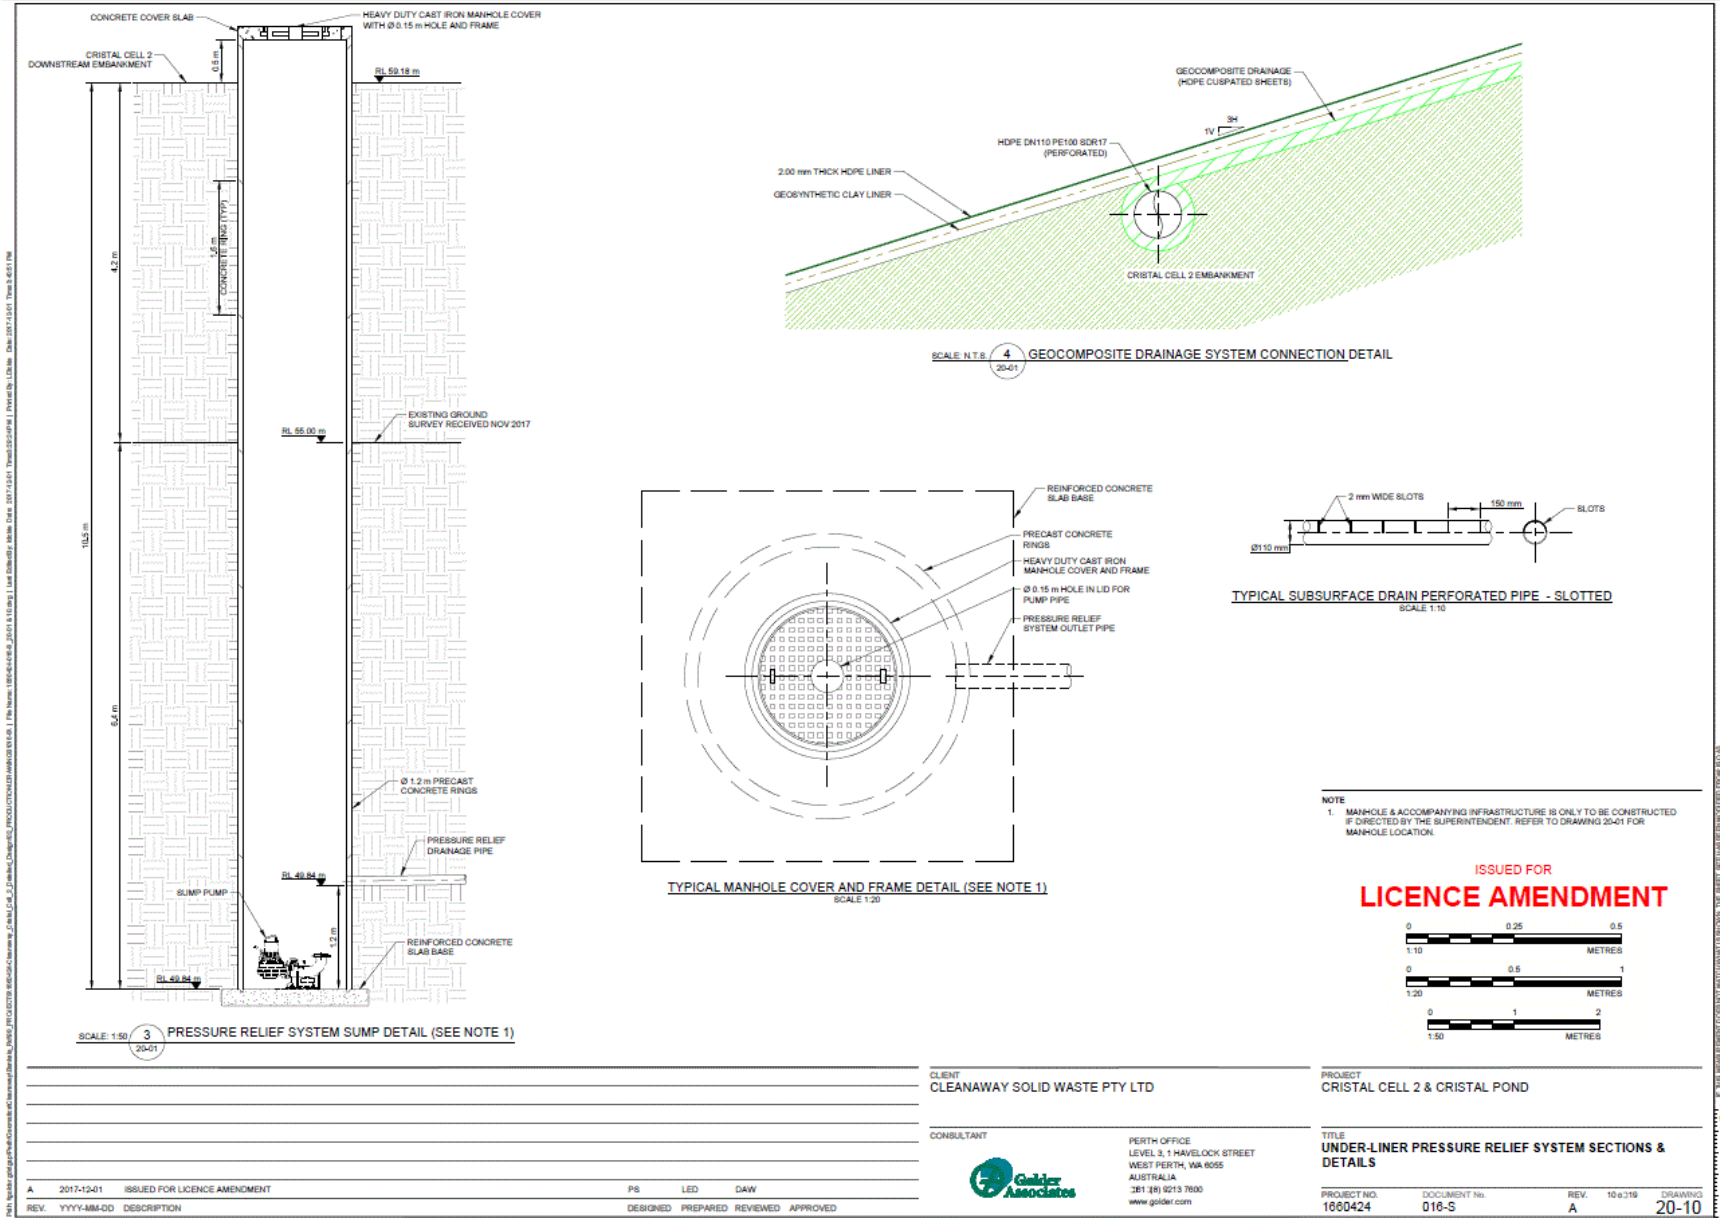 CONCRETE COVER SLAB
HEAVY DUTY CAST IRON MANHOLE COVER
WITH Ø 0.15 m HOLE AND FRAME
CRISTAL CELL 2
DOWNSTREAM EMBANKMENT
RL 59.18 m
4.2 m
CONCRETE RING (TYP)
EXISTING GROUND
SURVEY RECEIVED NOV 2017
RL 55.00 m
10.5 m
6.4 m
Ø 1.2 m PRECAST
CONCRETE RINGS
PRESSURE RELIEF
DRAINAGE PIPE
RL 49.84 m
SUMP PUMP
1.2 m
REINFORCED CONCRETE
SLAB BASE
RL 49.84 m
SCALE: 1:50
3
20-01
PRESSURE RELIEF SYSTEM SUMP DETAIL (SEE NOTE 1)
GEOCOMPOSITE DRAINAGE
(HDPE CUSPATED SHEETS)
3H
1V
HDPE DN110 PE100 SDR17
(PERFORATED)
2.00 mm THICK HDPE LINER
GEOSYNTHETIC CLAY LINER
CRISTAL CELL 2 EMBANKMENT
SCALE: N.T.S.
4
20-01
GEOCOMPOSITE DRAINAGE SYSTEM CONNECTION DETAIL
REINFORCED CONCRETE
SLAB BASE
PRECAST CONCRETE
RINGS
HEAVY DUTY CAST IRON
MANHOLE COVER AND FRAME
Ø 0.15 m HOLE IN LID FOR
PUMP PIPE
PRESSURE RELIEF
SYSTEM OUTLET PIPE
TYPICAL MANHOLE COVER AND FRAME DETAIL (SEE NOTE 1)
SCALE 1:20
2 mm WIDE SLOTS
150 mm
SLOTS
Ø110 mm
TYPICAL SUBSURFACE DRAIN PERFORATED PIPE - SLOTTED
SCALE 1:10
NOTE
1. MANHOLE & ACCOMPANYING INFRASTRUCTURE IS ONLY TO BE CONSTRUCTED
IF DIRECTED BY THE SUPERINTENDENT. REFER TO DRAWING 20-01 FOR
MANHOLE LOCATION.
ISSUED FOR
LICENCE AMENDMENT
0 0.25 0.5
1:10 METRES
0 0.5 1
1:20 METRES
0 1 2
1:50 METRES
CLIENT
CLEANAWAY SOLID WASTE PTY LTD
PROJECT
CRISTAL CELL 2 & CRISTAL POND
CONSULTANT
Golder
Associates
PERTH OFFICE
LEVEL 3, 1 HAVELOCK STREET
WEST PERTH, WA 6055
AUSTRALIA
(8) 9213 7600
www.golder.com
TITLE
UNDER-LINER PRESSURE RELIEF SYSTEM SECTIONS &
DETAILS
A 2017-12-01 ISSUED FOR LICENCE AMENDMENT PS LED DAW
REV. YYYY-MM-DD DESCRIPTION DESIGNED PREPARED REVIEWED APPROVED
PROJECT NO. DOCUMENT No. REV. DRAWING
1660424 016-S A 20-10